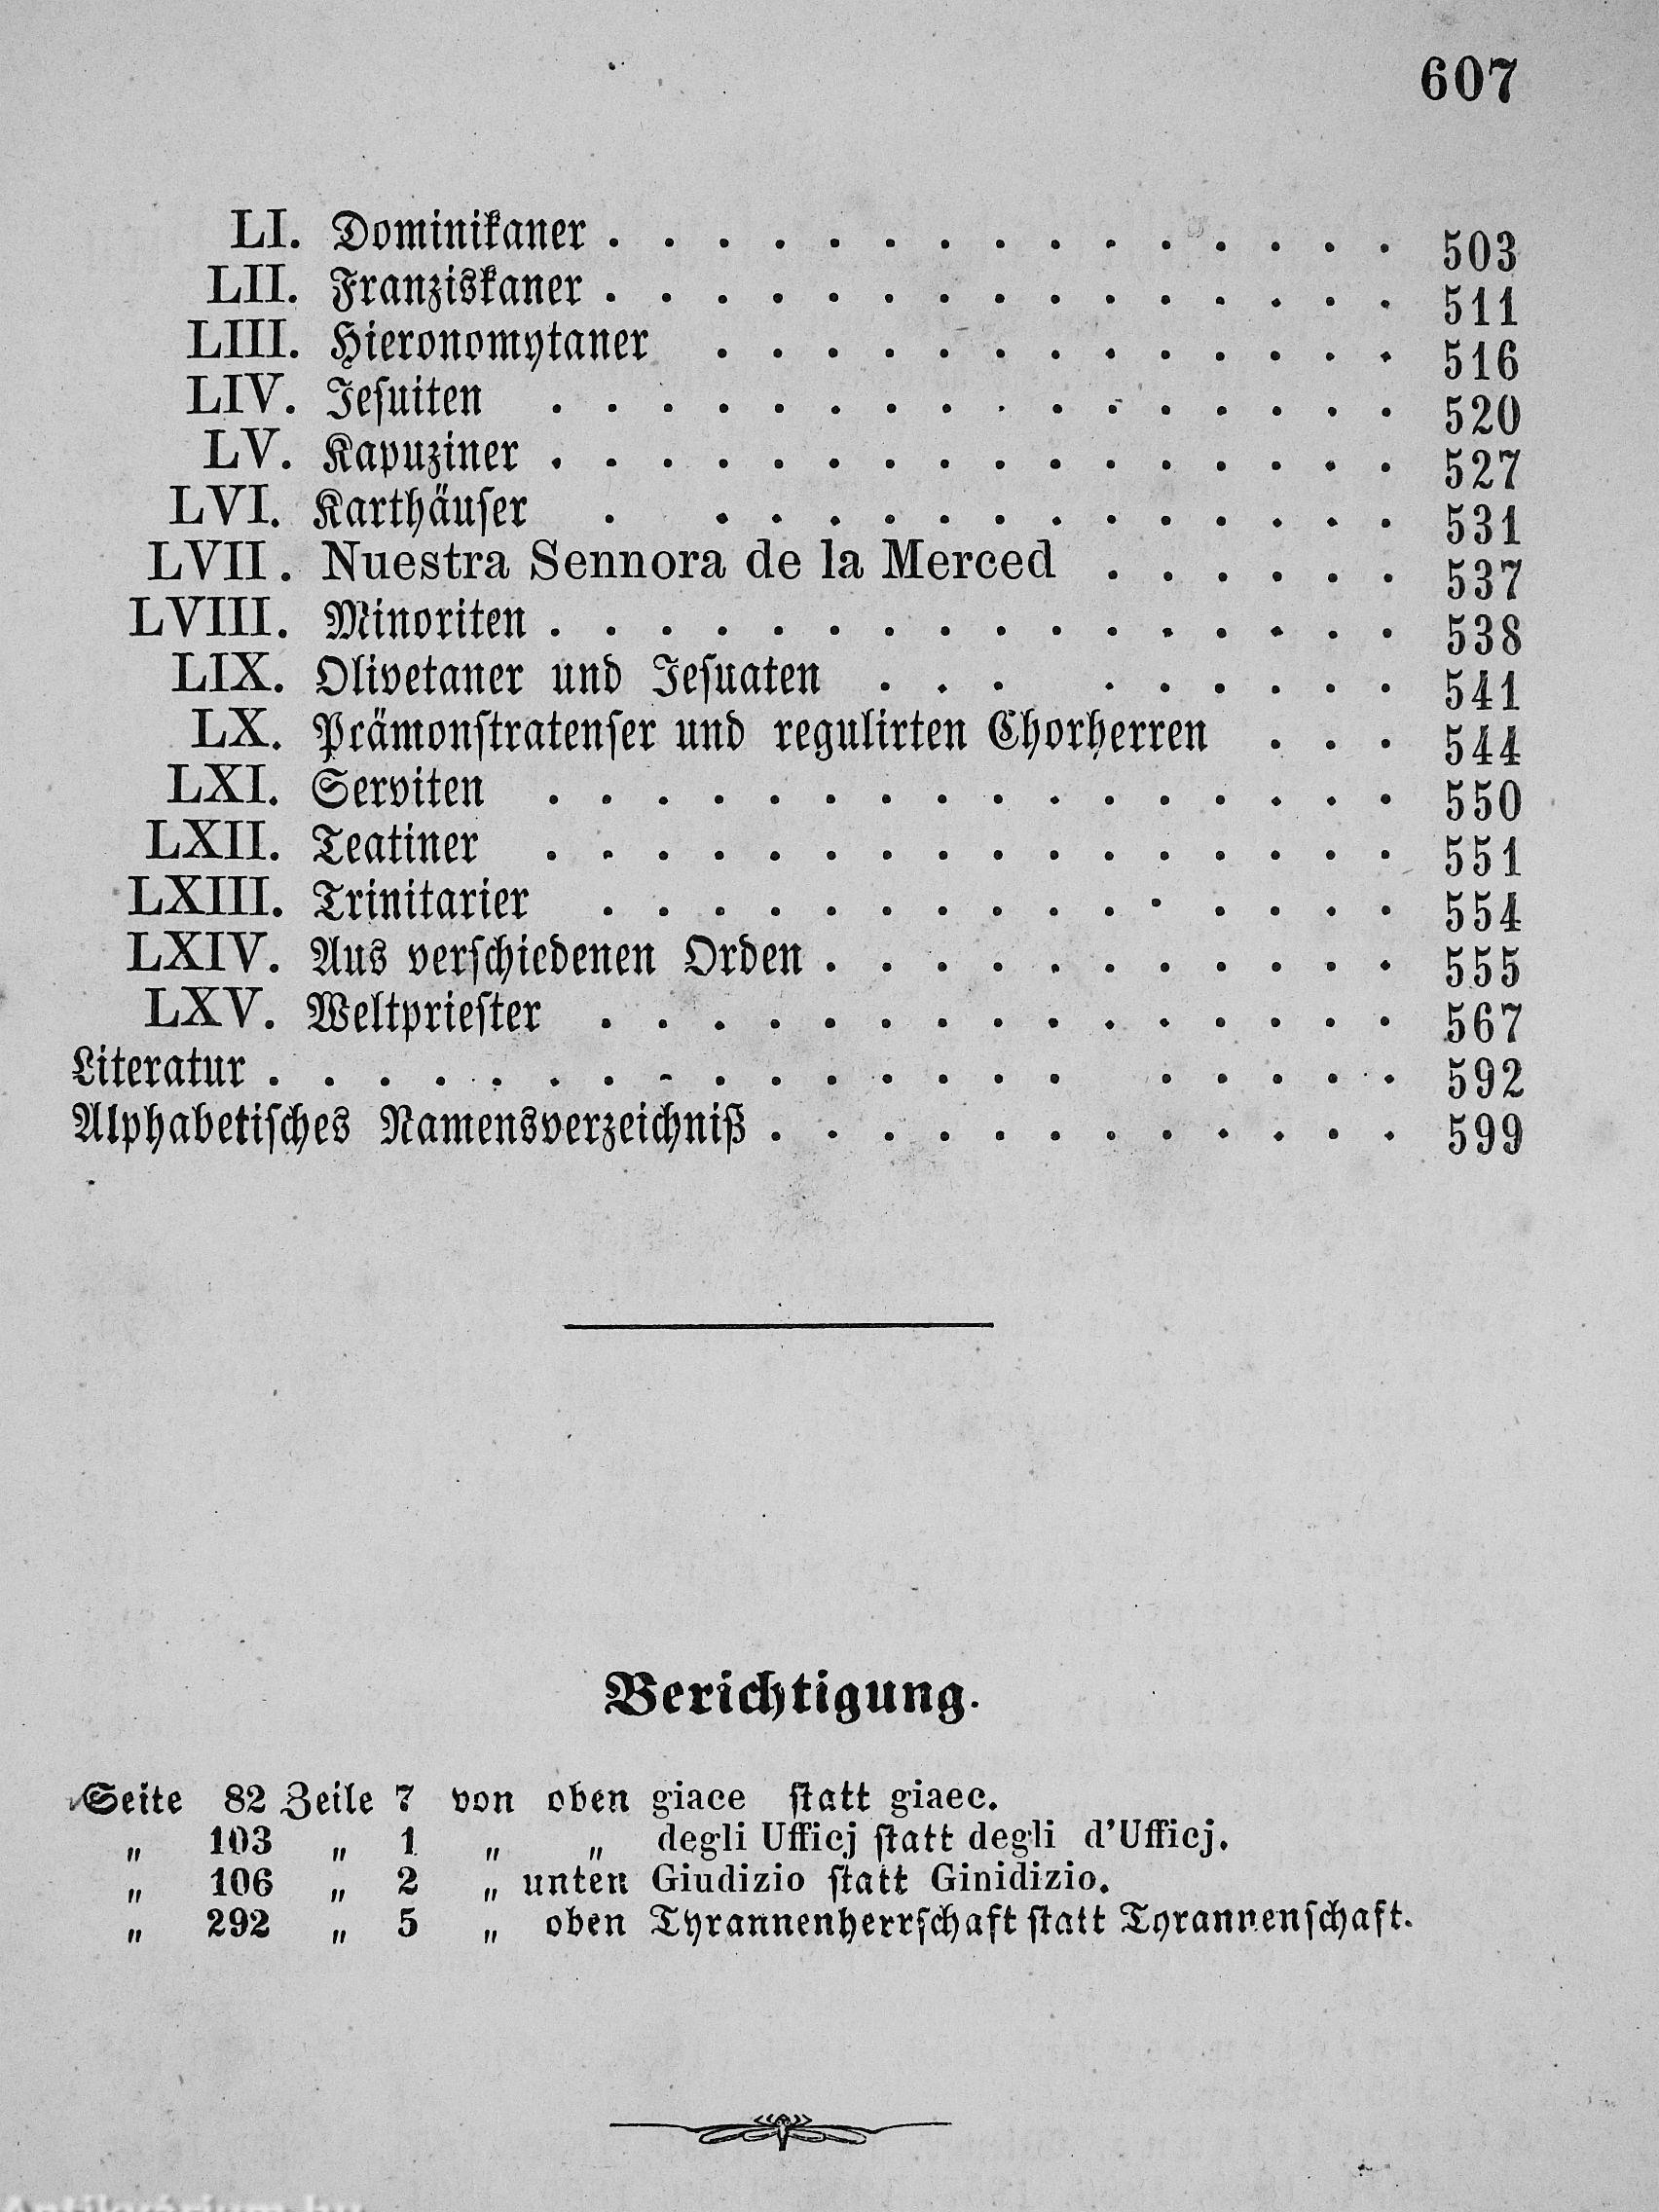 607
LI. Dominikaner . . . . . . . . . . . . . . . 503
LII. Franziskaner . . . . . . . . . . . . . . . 511
LIII. Hieronomytaner . . . . . . . . . . . . . 516
LIV. Jeſuiten . . . . . . . . . . . . . . . . 520
LV. Kapuziner . . . . . . . . . . . . . . . . 527
LVI. Karthäuſer . . . . . . . . . . . . . . 531
LVII. Nuestra Sennora de la Merced . . . . . . 537
LVIII. Minoriten . . . . . . . . . . . . . . . . 538
LIX. Olivetaner und Jeſuaten . . . . . . . . . 541
LX. Prämonſtratenſer und regulirten Chorherren . . . 544
LXI. Serviten . . . . . . . . . . . . . . . . 550
LXII. Teatiner . . . . . . . . . . . . . . . . 551
LXIII. Trinitarier . . . . . . . . . . . . . . . 554
LXIV. Aus verſchiedenen Orden . . . . . . . . . . . 555
LXV. Weltprieſter . . . . . . . . . . . . . . . 567
Literatur . . . . . . . . . . . . . . . . . . . . 592
Alphabetiſches Namensverzeichniß . . . . . . . . . . . . 599
Berichtigung.
Seite 82 Zeile 7 von oben giace ſtatt giaec.
„ 103 „ 1 „ „ degli Ufficj ſtatt degli d'Ufficj.
„ 106 „ 2 „ unten Giudizio ſtatt Ginidizio.
„ 292 „ 5 „ oben Tyrannenherrſchaft ſtatt Tyrannenſchaft.